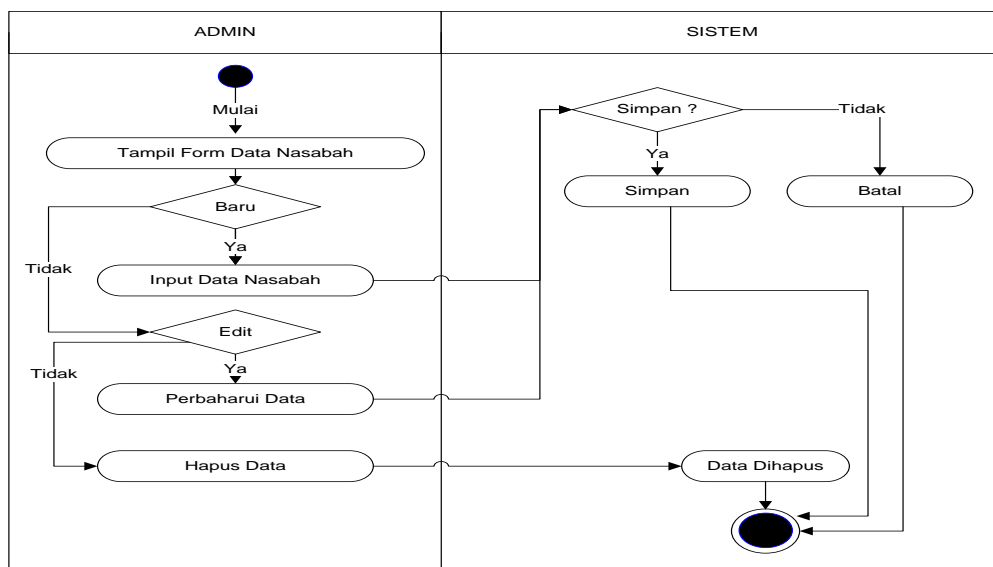 ADMIN
SISTEM
Mulai
Tampil Form Data Nasabah
Baru
Ya
Tidak
Input Data Nasabah
Edit
Ya
Tidak
Perbaharui Data
Hapus Data
Simpan ?
Tidak
Ya
Simpan
Batal
Data Dihapus